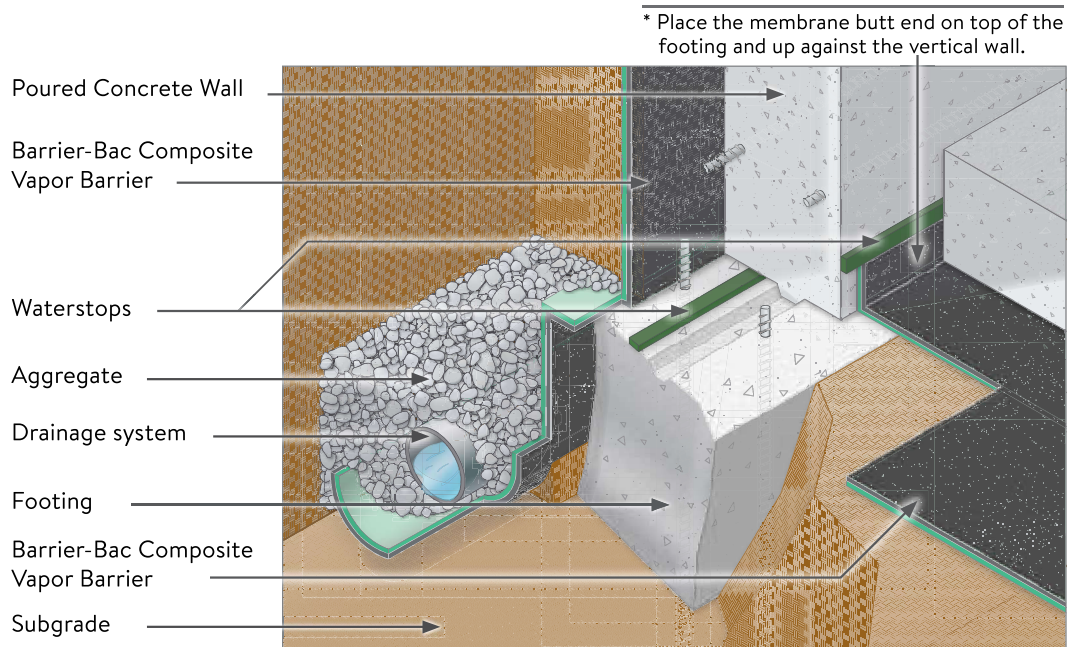 * Place the membrane butt end on top of the
footing and up against the vertical wall.
Poured Concrete Wall
Barrier-Bac Composite
Vapor Barrier
Waterstops
Aggregate
Drainage system
Footing
Barrier-Bac Composite
Vapor Barrier
Subgrade